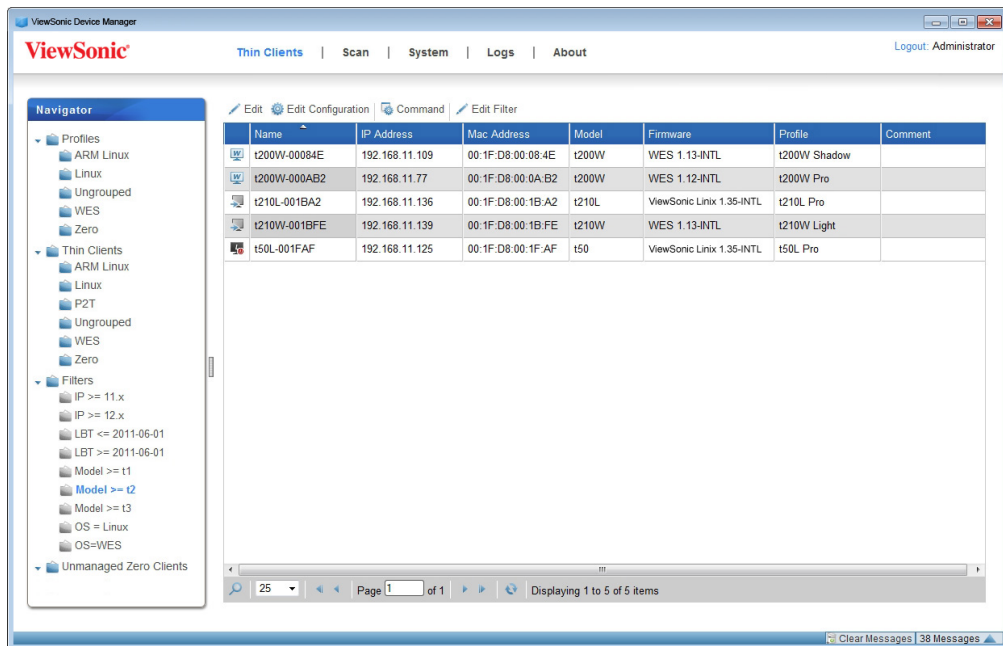 ViewSonic Device Manager
ViewSonic®
Thin Clients | Scan | System | Logs | About
Logout: Administrator
Navigator
Profiles
ARM Linux
Linux
Ungrouped
WES
Zero
Thin Clients
ARM Linux
Linux
P2T
Ungrouped
WES
Zero
Filters
IP >= 11.x
IP >= 12.x
LBT <= 2011-06-01
LBT >= 2011-06-01
Model >= t1
Model >= t2
Model >= t3
OS = Linux
OS=WES
Unmanaged Zero Clients
Edit Edit Configuration Command Edit Filter
Name IP Address Mac Address Model Firmware Profile Comment
t200W-00084E 192.168.11.109 00:1F:D8:00:08:4E t200W WES 1.13-INTL t200W Shadow
t200W-000AB2 192.168.11.77 00:1F:D8:00:0A:B2 t200W WES 1.12-INTL t200W Pro
t210L-001BA2 192.168.11.136 00:1F:D8:00:1B:A2 t210L ViewSonic Linix 1.35-INTL t210L Pro
t210W-001BFE 192.168.11.139 00:1F:D8:00:1B:FE t210W WES 1.13-INTL t210W Light
t50L-001FAF 192.168.11.125 00:1F:D8:00:1F:AF t50 ViewSonic Linix 1.35-INTL t50L Pro
25 Page 1 of 1 Displaying 1 to 5 of 5 items
Clear Messages 38 Messages